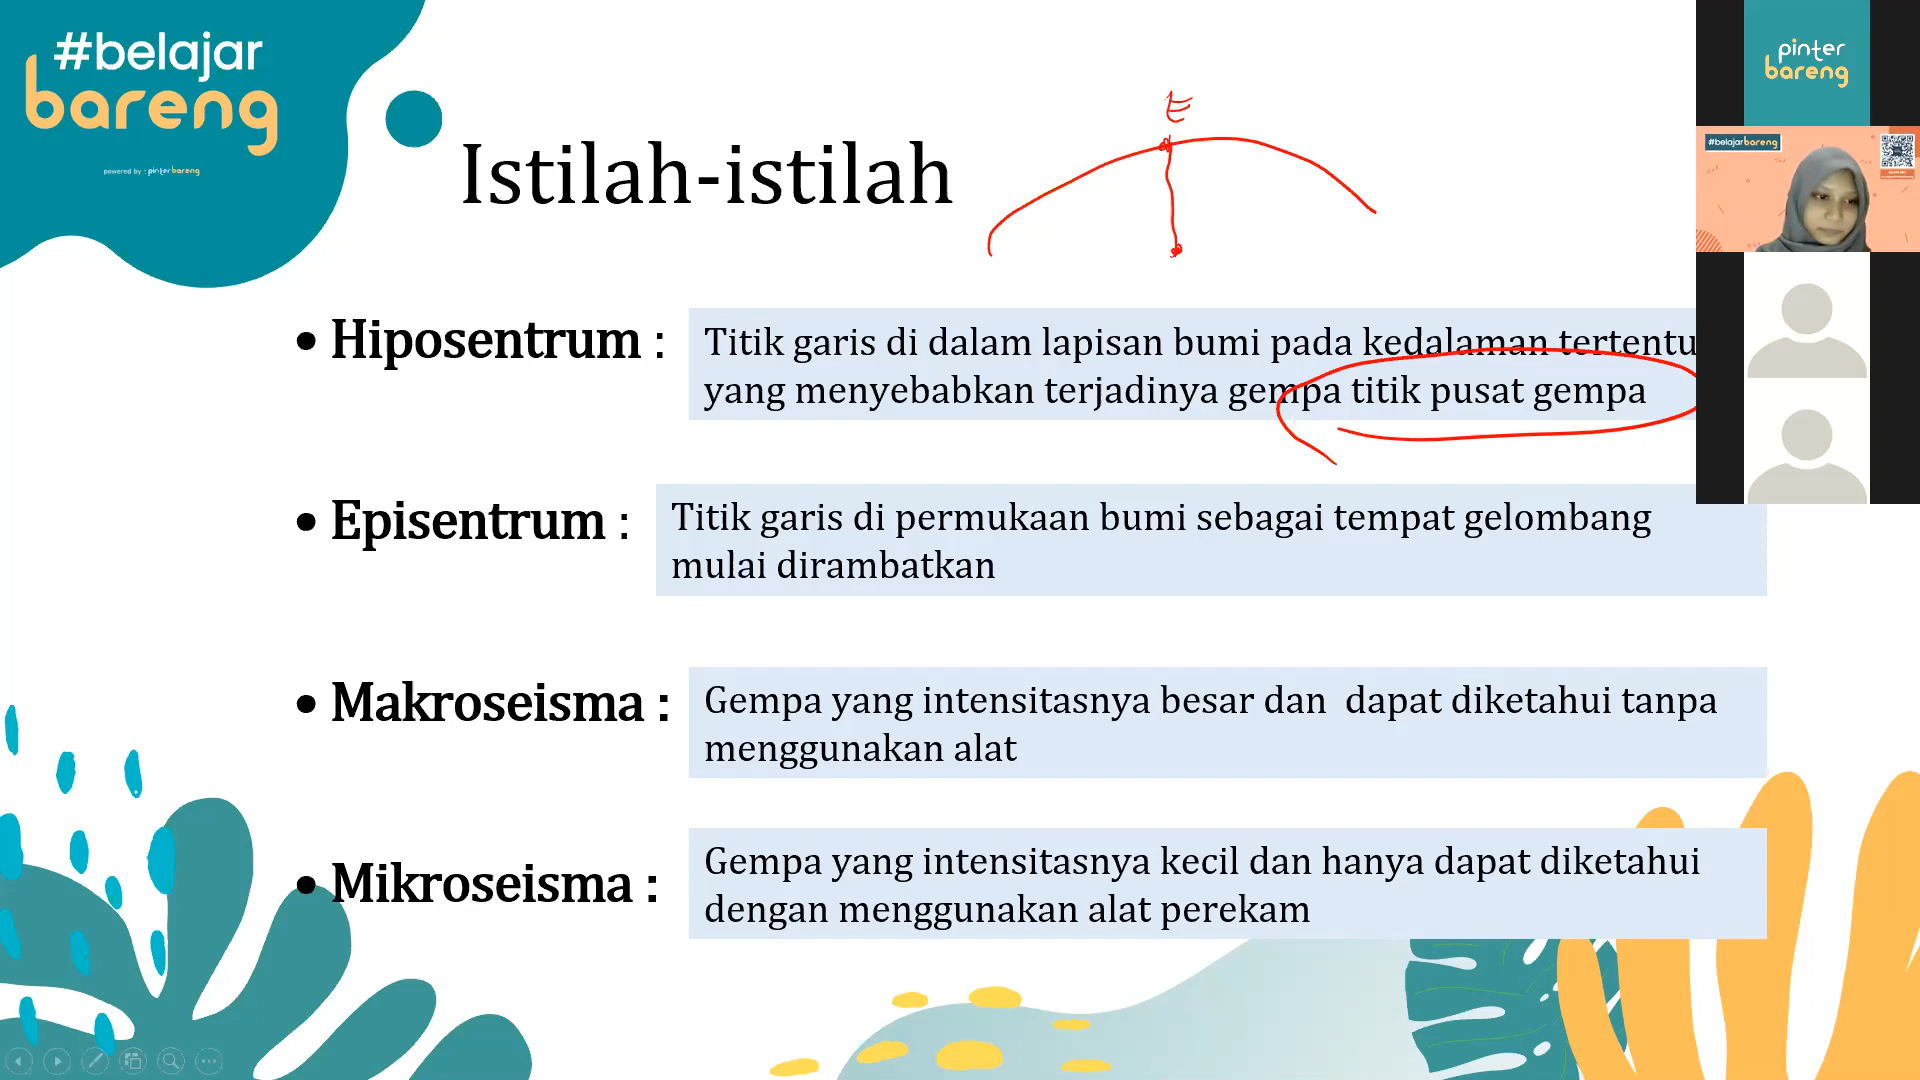 #belajar
bareng
powered by : pinterbareng
pinter
bareng
#belajarbareng
E
Istilah-istilah
• Hiposentrum :
Titik garis di dalam lapisan bumi pada kedalaman tertentu
yang menyebabkan terjadinya gempa titik pusat gempa
• Episentrum :
Titik garis di permukaan bumi sebagai tempat gelombang
mulai dirambatkan
• Makroseisma :
Gempa yang intensitasnya besar dan dapat diketahui tanpa
menggunakan alat
• Mikroseisma :
Gempa yang intensitasnya kecil dan hanya dapat diketahui
dengan menggunakan alat perekam